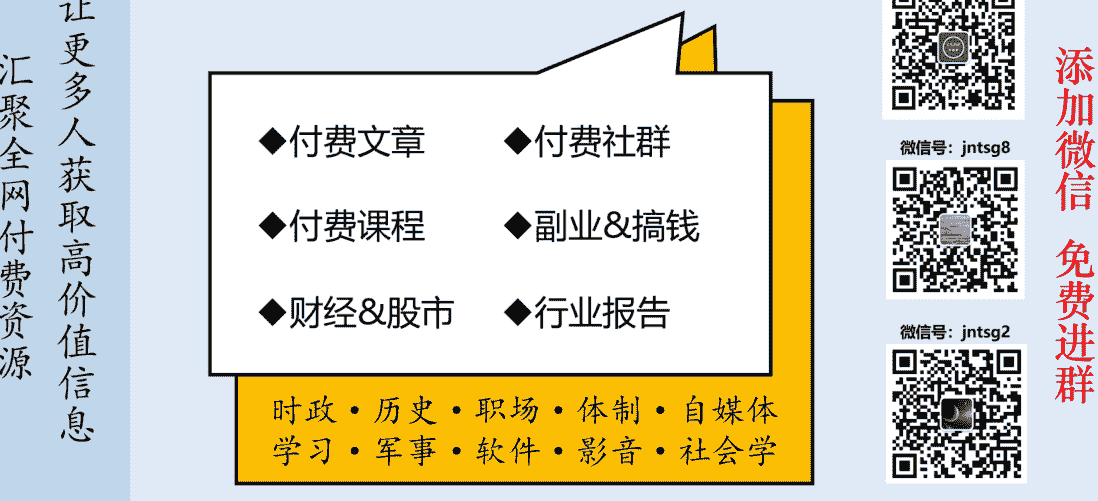 让更多人获取高价值信息
汇聚全网付费资源
◆付费文章 ◆付费社群
◆付费课程 ◆副业&搞钱
◆财经&股市 ◆行业报告
时政·历史·职场·体制·自媒体
学习·军事·软件·影音·社会学
微信号：jntsg8
微信号：jntsg2
添加微信 免费进群